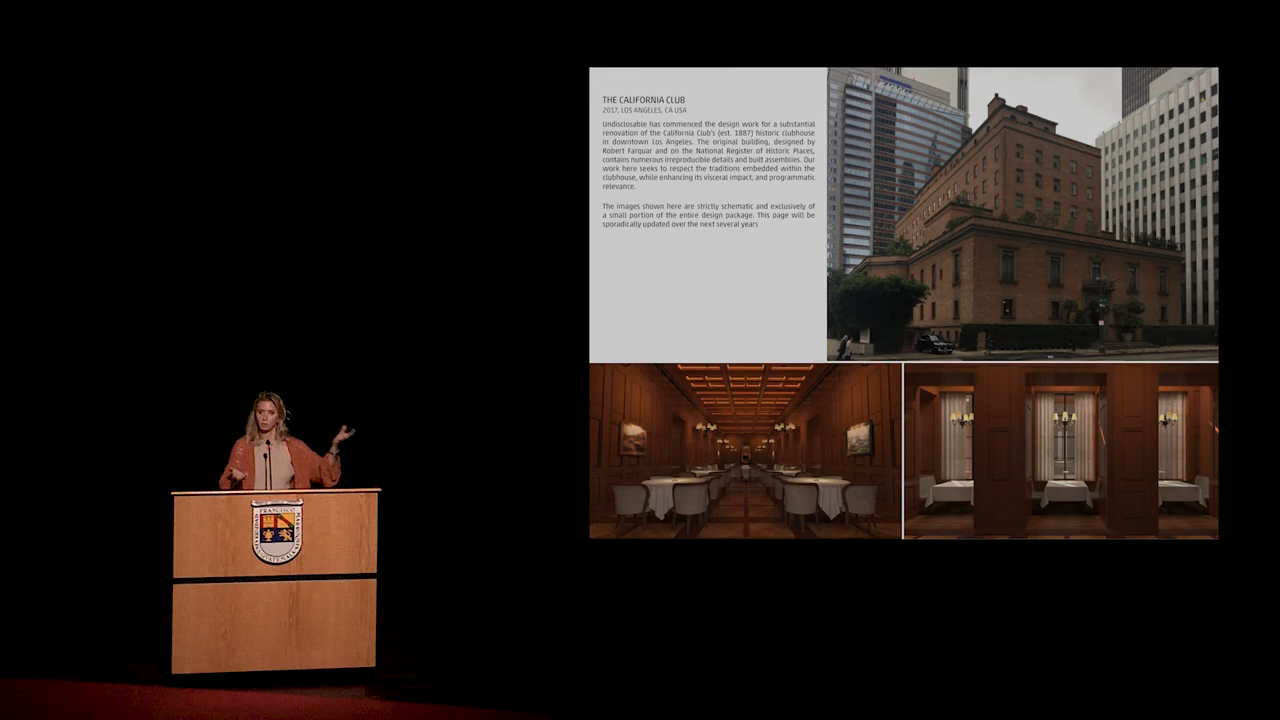 THE CALIFORNIA CLUB
2017, LOS ANGELES, CA USA
Undisclosable has commenced the design work for a substantial
renovation of the California Club's (est. 1887) historic clubhouse
in downtown Los Angeles. The original building, designed by
Robert Farquar and on the National Register of Historic Places,
contains numerous irreproducible details and built assemblies. Our
work here seeks to respect the traditions embedded within the
clubhouse, while enhancing its visceral impact, and programmatic
relevance.
The images shown here are strictly schematic and exclusively of
a small portion of the entire design package. This page will be
sporadically updated over the next several years
FRANCISCO